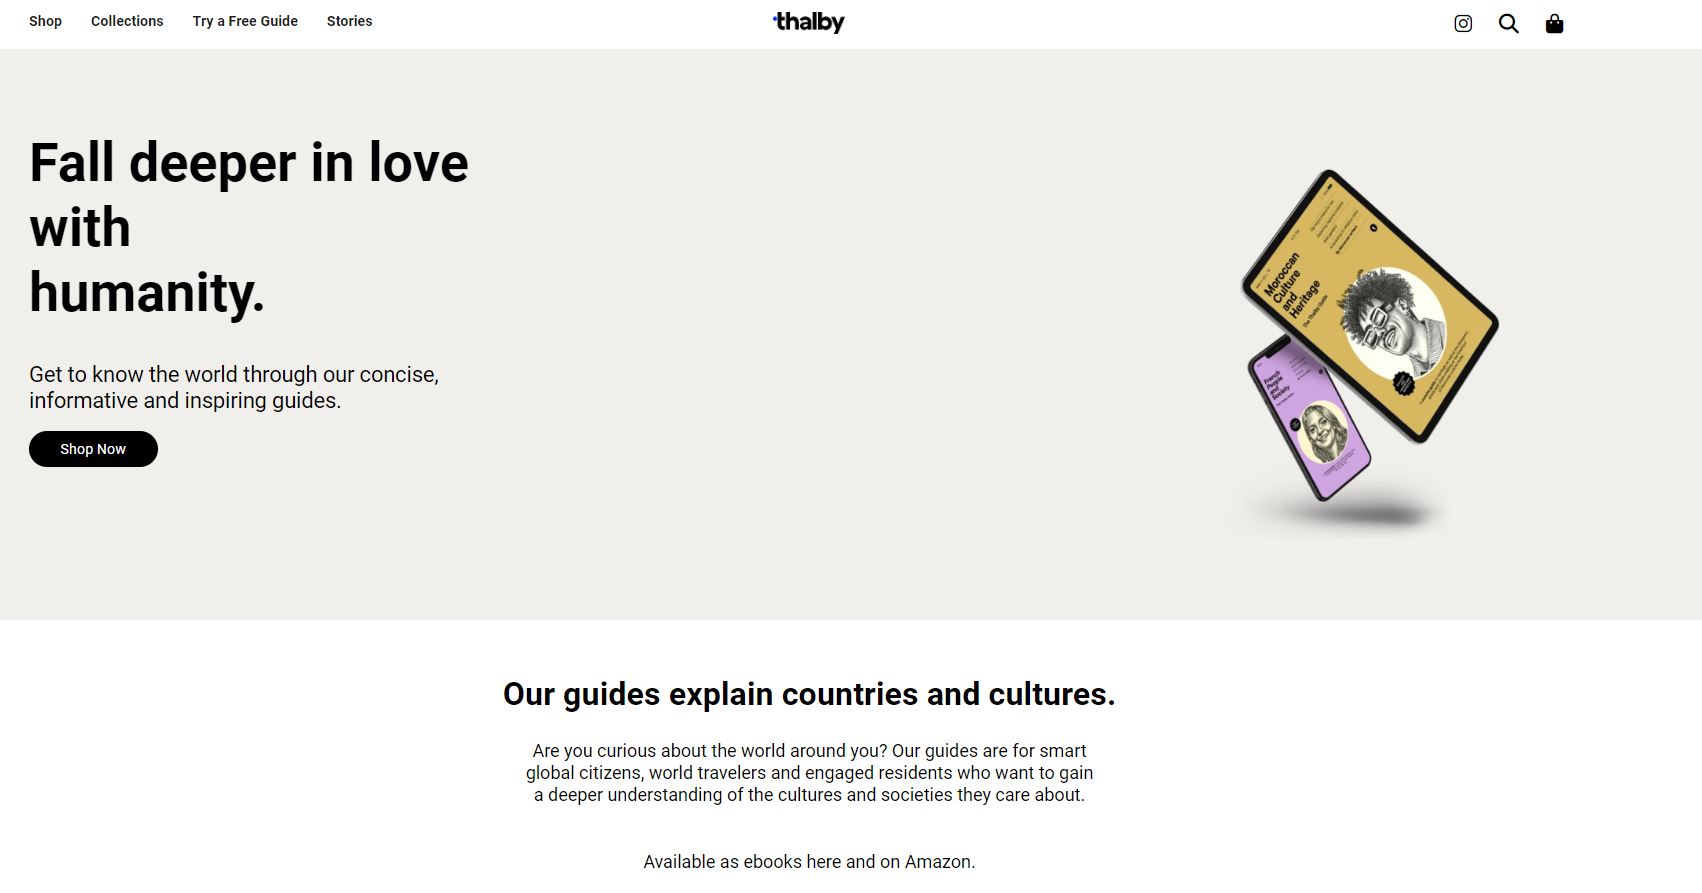 Shop
Collections
Try a Free Guide
Stories
thalby
Fall deeper in love
with
humanity.
Get to know the world through our concise,
informative and inspiring guides.
Shop Now
Moroccan
Culture
and
Heritage
The Thalby Guide
French
People
and
Society
Our guides explain countries and cultures.
Are you curious about the world around you? Our guides are for smart
global citizens, world travelers and engaged residents who want to gain
a deeper understanding of the cultures and societies they care about.
Available as ebooks here and on Amazon.